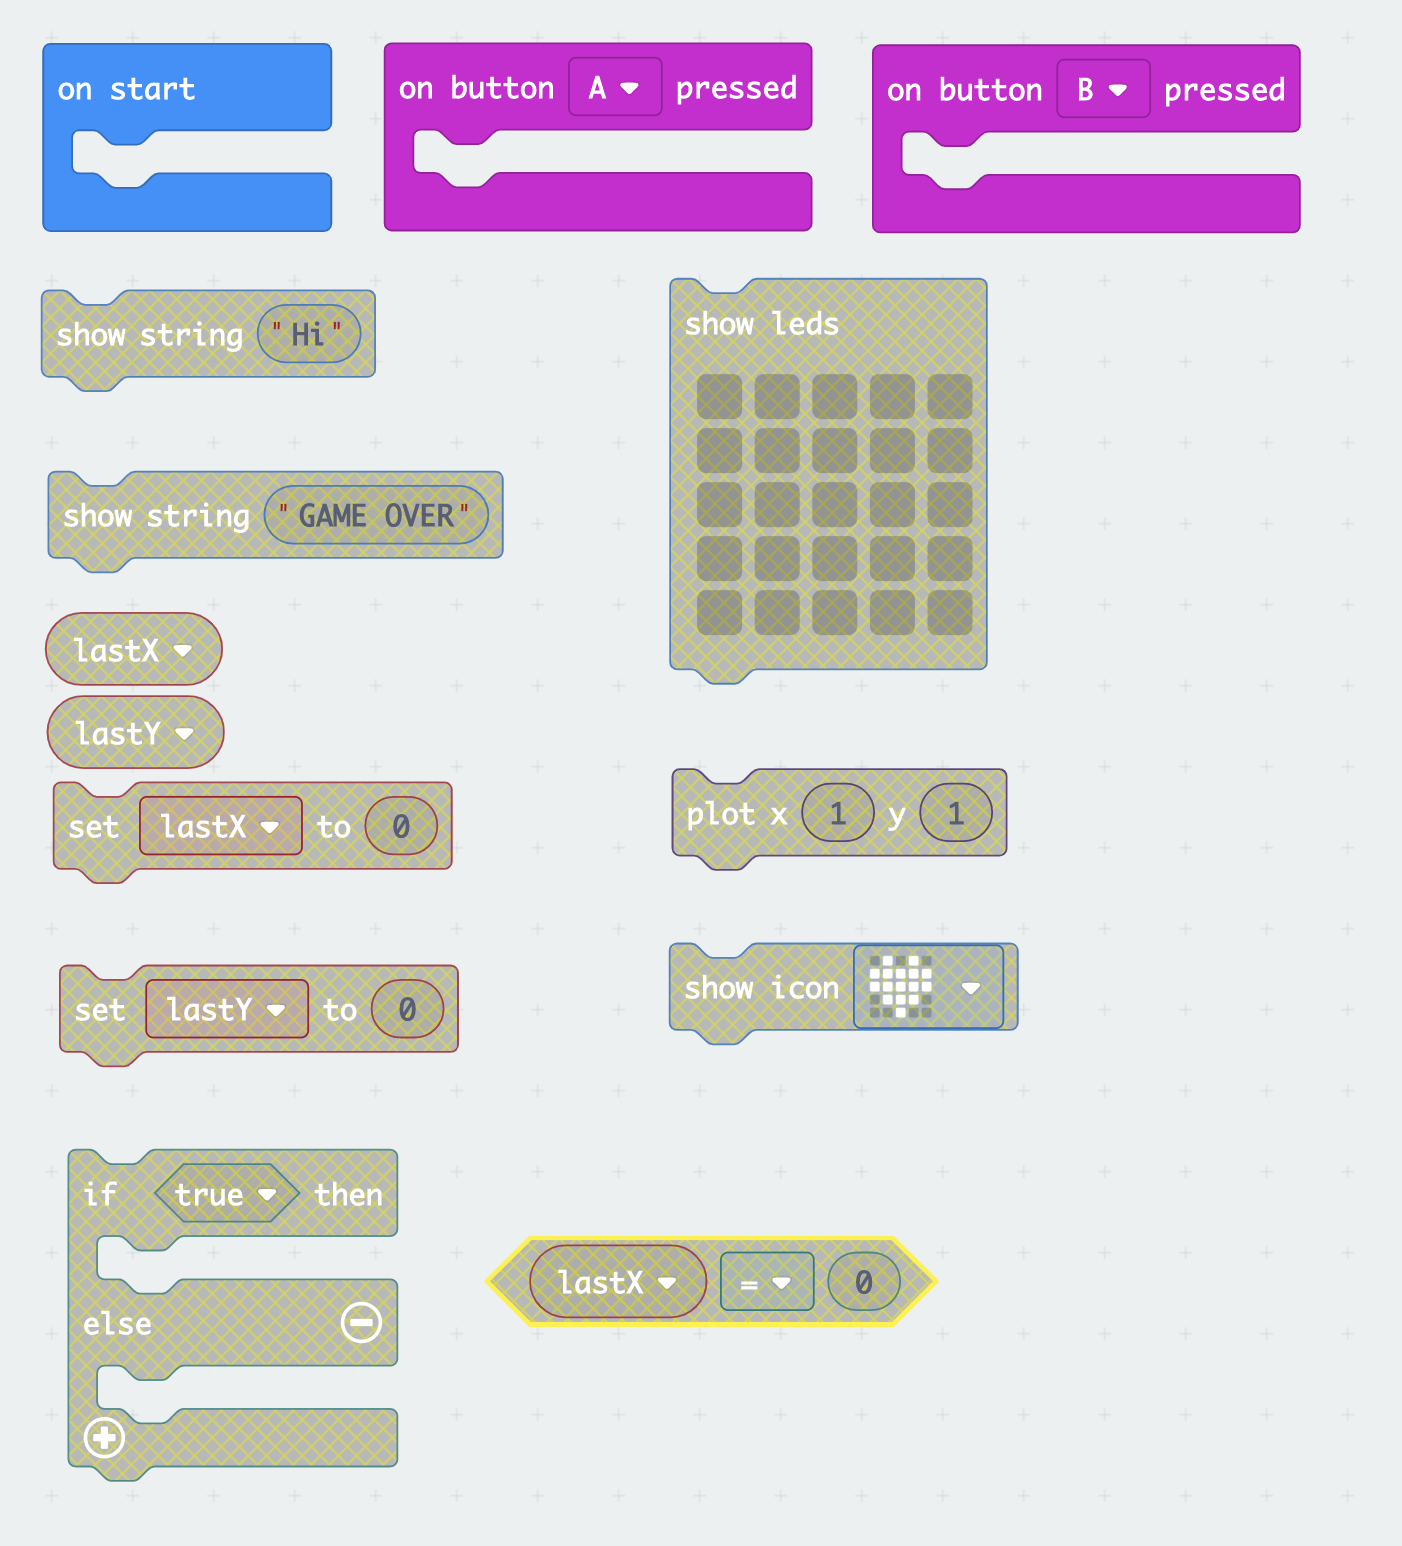 on start
on button A pressed
on button B pressed
show string "Hi"
show leds
show string "GAME OVER"
lastX
lastY
set lastX to 0
plot x 1 y 1
set lastY to 0
show icon
if true then
else
lastX = 0